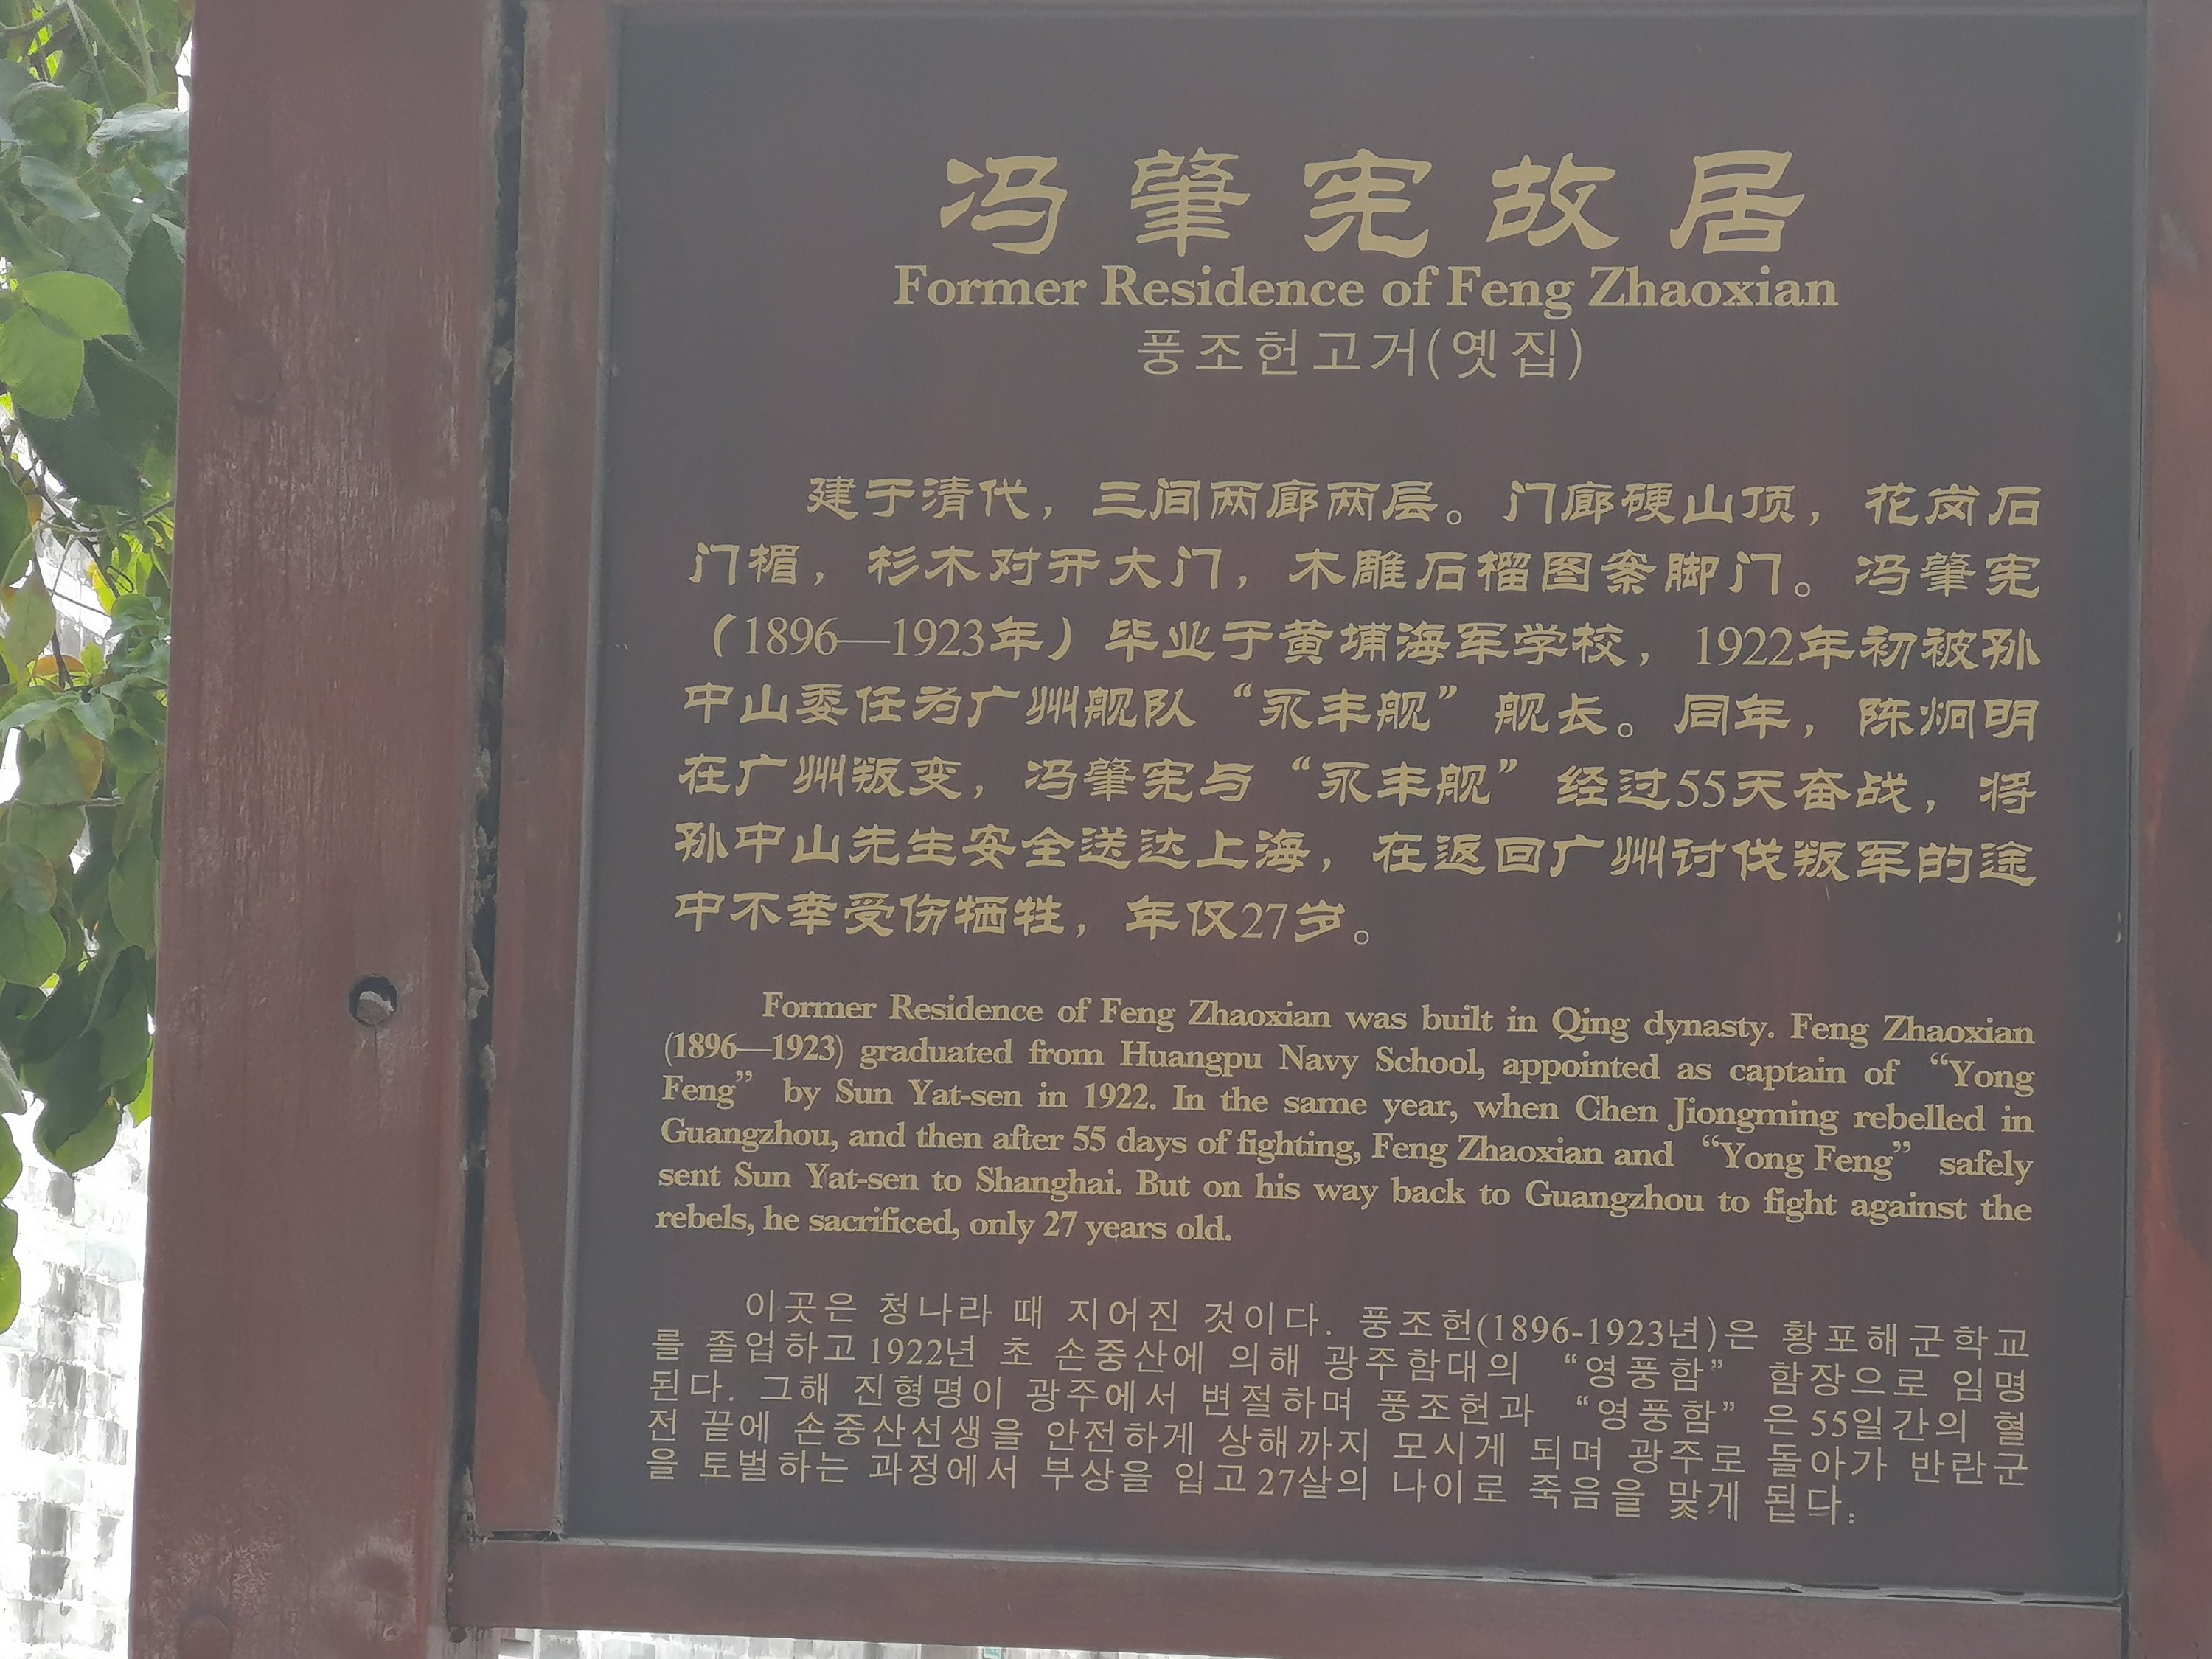 冯肇宪故居
Former Residence of Feng Zhaoxian
풍조헌고거(옛집)
建于清代，三间两廊两层。门廊硬山顶，花岗石
门楣，杉木对开大门，木雕石榴图案脚门。冯肇宪
（1896—1923年）毕业于黄埔海军学校，1922年初被孙
中山委任为广州舰队“永丰舰”舰长。同年，陈炯明
在广州叛变，冯肇宪与“永丰舰”经过55天奋战，将
孙中山先生安全送达上海，在返回广州讨伐叛军的途
中不幸受伤牺牲，年仅27岁。
Former Residence of Feng Zhaoxian was built in Qing dynasty. Feng Zhaoxian
(1896—1923) graduated from Huangpu Navy School, appointed as captain of “Yong
Feng” by Sun Yat-sen in 1922. In the same year, when Chen Jiongming rebelled in
Guangzhou, and then after 55 days of fighting, Feng Zhaoxian and “Yong Feng” safely
sent Sun Yat-sen to Shanghai. But on his way back to Guangzhou to fight against the
rebels, he sacrificed, only 27 years old.
이곳은 청나라 때 지어진 것이다. 풍조헌(1896-1923년)은 황포해군학교
를 졸업하고 1922년 초 손중산에 의해 광주함대의 “영풍함” 함장으로 임명
된다. 그해 진형명이 광주에서 변절하며 풍조헌과 “영풍함” 은 55일간의 혈
전 끝에 손중산선생을 안전하게 상해까지 모시게 되며 광주로 돌아가 반란군
을 토벌하는 과정에서 부상을 입고 27살의 나이로 죽음을 맞게 된다.